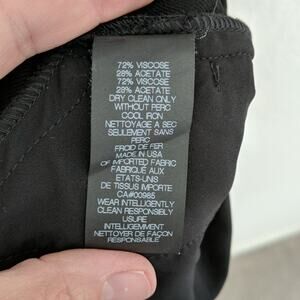 72% VISCOSE
28% ACETATE
72% VISCOSE
28% ACETATE
DRY CLEAN ONLY
WITHOUT PERC
COOL IRON
NETTOYAGE A SEC
SEULEMENT SANS
PERC
FROID DE FER
MADE IN USA
OF IMPORTED FABRIC
FABRIQUE AUX
ETATS-UNIS
DE TISSUS IMPORTE
CA#00985
WEAR INTELLIGENTLY
CLEAN RESPONSIBLY
USURE
INTELLIGEMMENT
NETTOYER DE FAÇON
RESPONSABLE